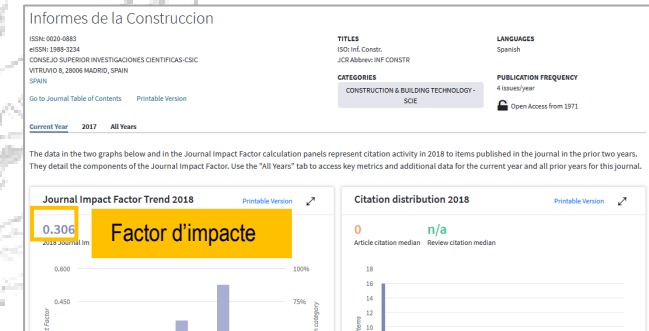 Informes de la Construccion
ISSN: 0020-0883
eISSN: 1988-3234
CONSEJO SUPERIOR INVESTIGACIONES CIENTIFICAS-CSIC
VITRUVIO 8, 28006 MADRID, SPAIN
SPAIN
Go to Journal Table of Contents Printable Version
TITLES
ISO: Inf. Constr.
JCR Abbrev: INF CONSTR
CATEGORIES
CONSTRUCTION & BUILDING TECHNOLOGY -
SCIE
LANGUAGES
Spanish
PUBLICATION FREQUENCY
4 issues/year
Open Access from 1971
Current Year 2017 All Years
The data in the two graphs below and in the Journal Impact Factor calculation panels represent citation activity in 2018 to items published in the journal in the prior two years.
They detail the components of the Journal Impact Factor. Use the "All Years" tab to access key metrics and additional data for the current year and all prior years for this journal.
Journal Impact Factor Trend 2018 Printable Version
0.306
2018 Journal Im
Factor d'impacte
0.600 100%
0.450 75%
Factor
category
Citation distribution 2018 Printable Version
0 n/a
Article citation median Review citation median
18
16
14
12
10
items